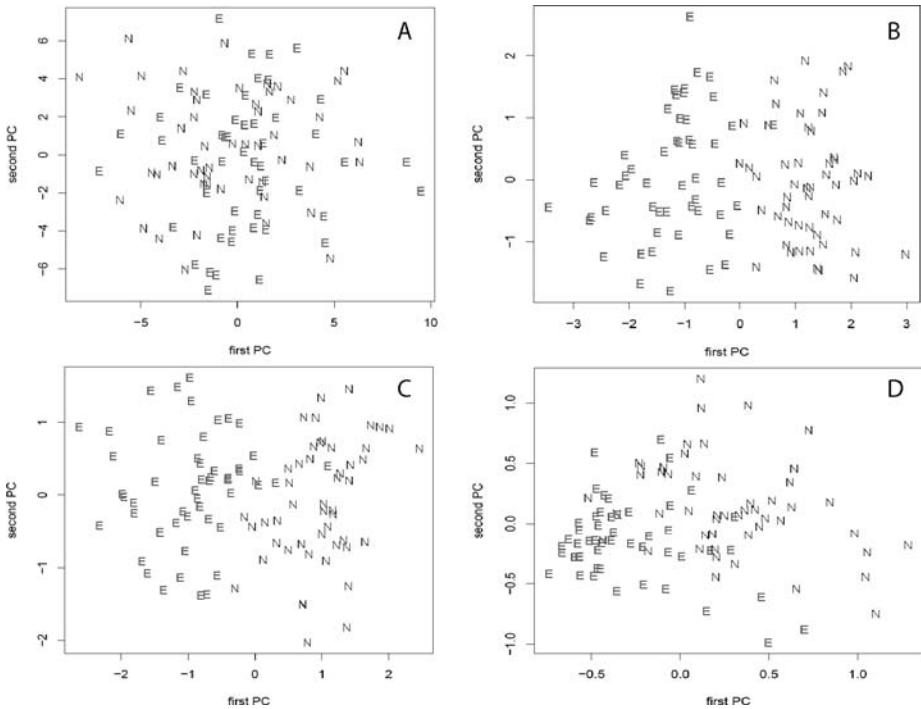 A
second PC
6
4
2
0
-2
-4
-6
-5 0 5 10
first PC
B
second PC
2
1
0
-1
-3 -2 -1 0 1 2 3
first PC
C
second PC
1
0
-1
-2
-2 -1 0 1 2
first PC
D
second PC
1.0
0.5
0.0
-0.5
-1.0
-0.5 0.0 0.5 1.0
first PC